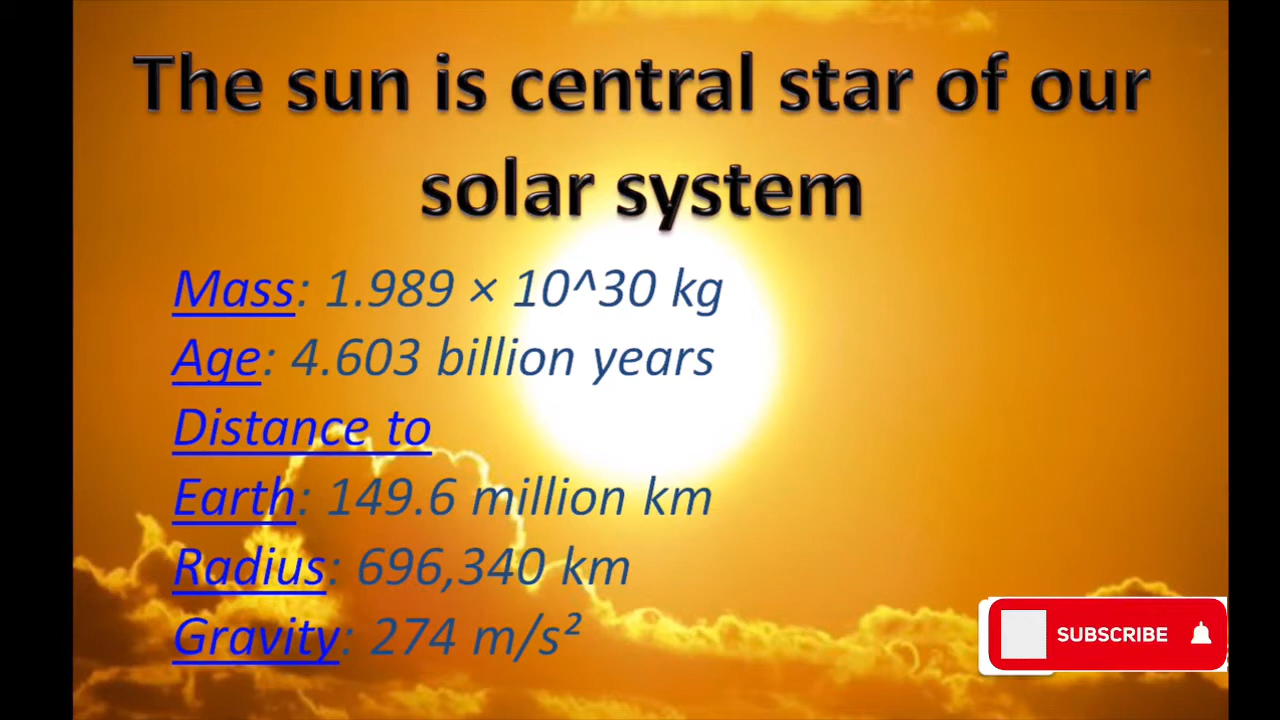 The sun is central star of our
solar system
Mass: 1.989 × 10^30 kg
Age: 4.603 billion years
Distance to
Earth: 149.6 million km
Radius: 696,340 km
Gravity: 274 m/s²
SUBSCRIBE